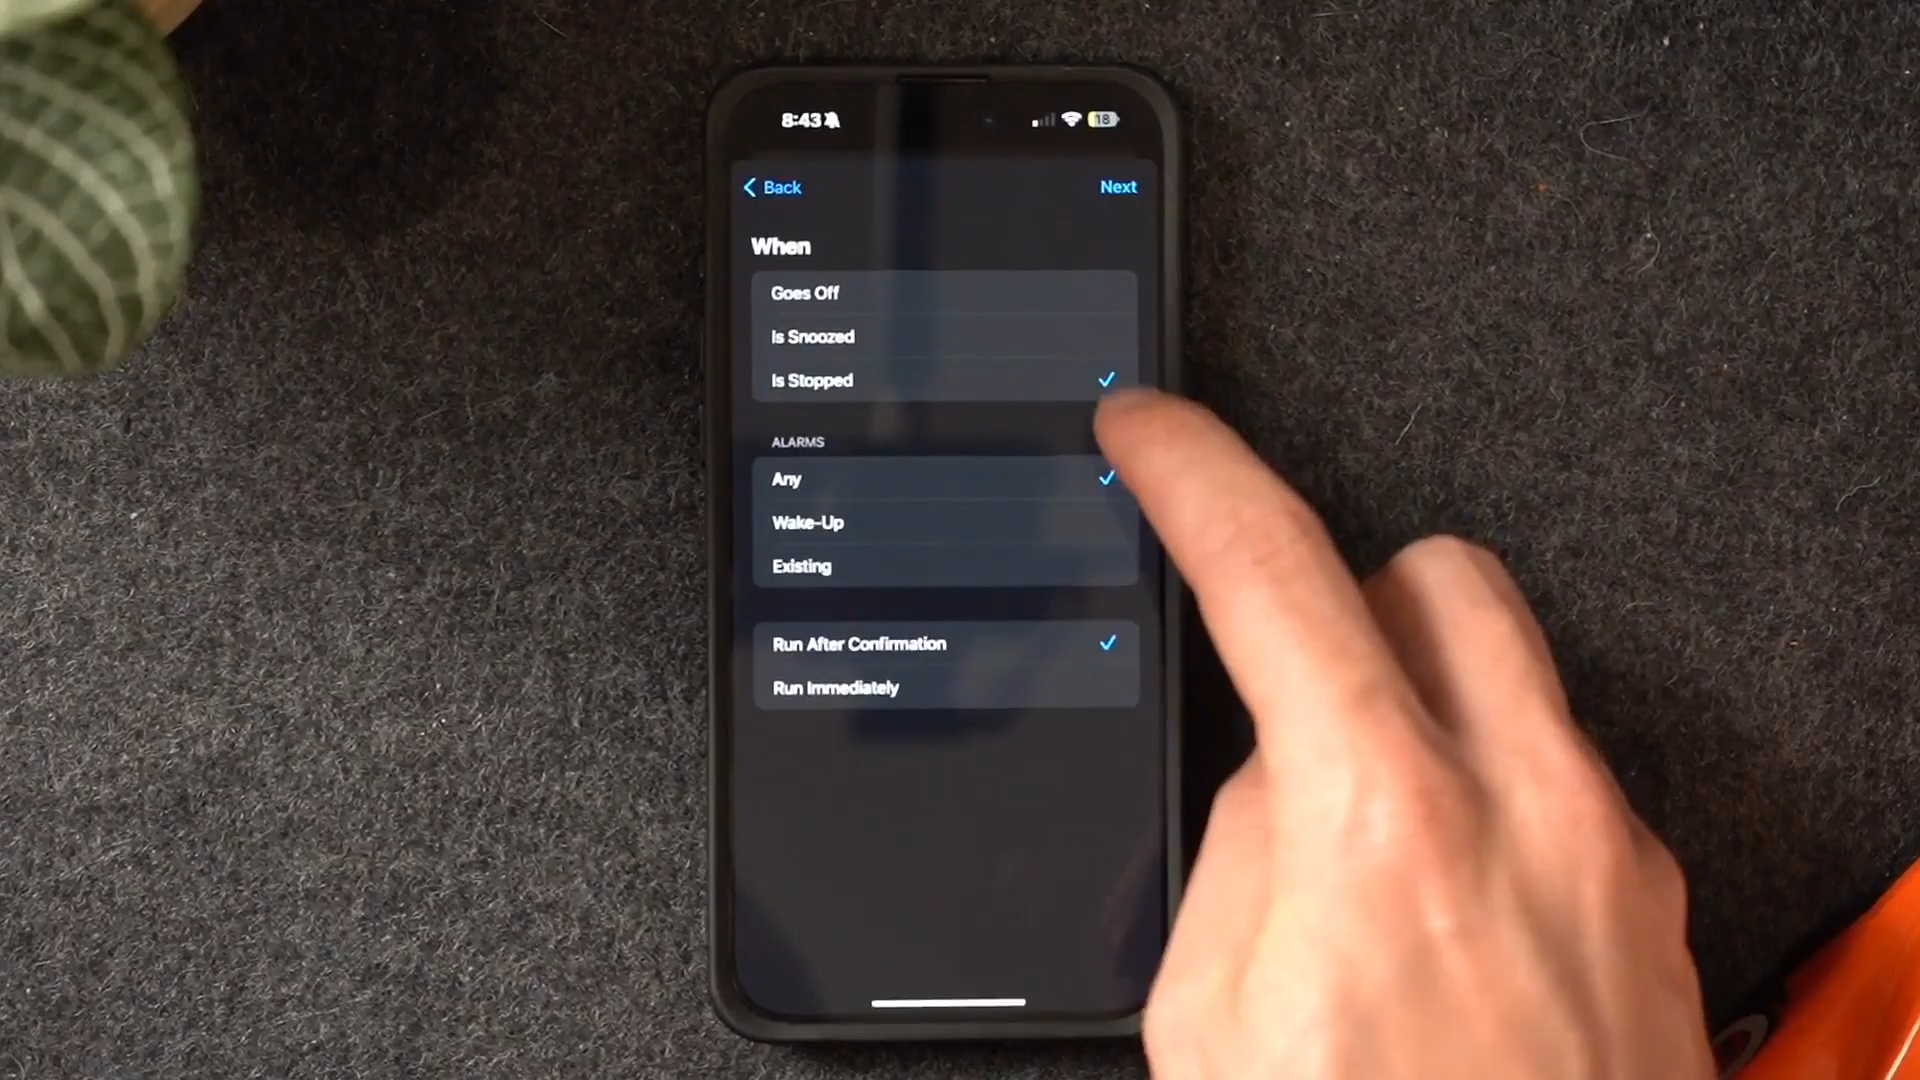 8:43
18
Back
Next
When
Goes Off
Is Snoozed
Is Stopped
ALARMS
Any
Wake-Up
Existing
Run After Confirmation
Run Immediately